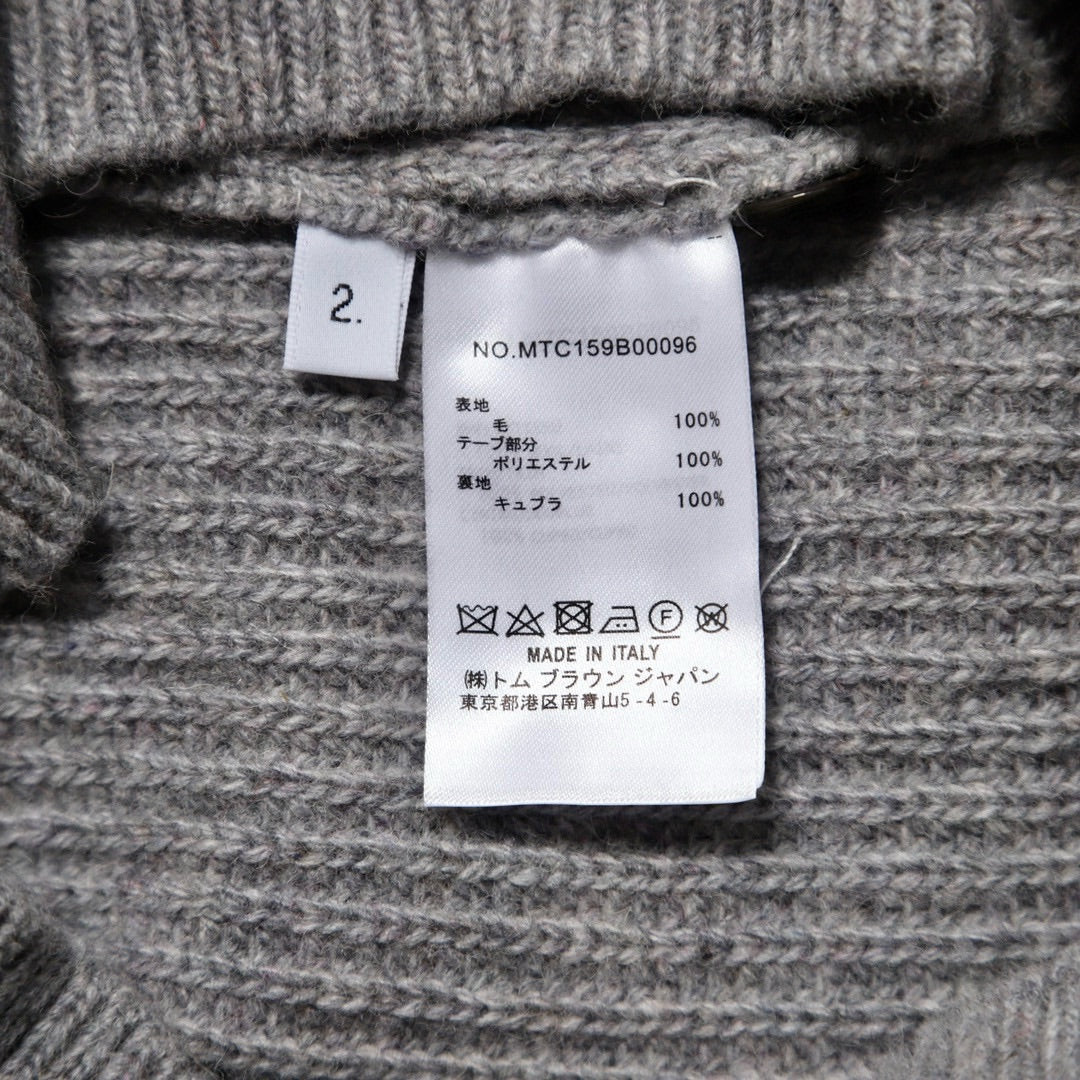 2.
NO.MTC159B00096
表地
毛 100%
テープ部分
ポリエステル 100%
裏地
キュプラ 100%
F W
MADE IN ITALY
㈱トム ブラウン ジャパン
東京都港区南青山5-4-6